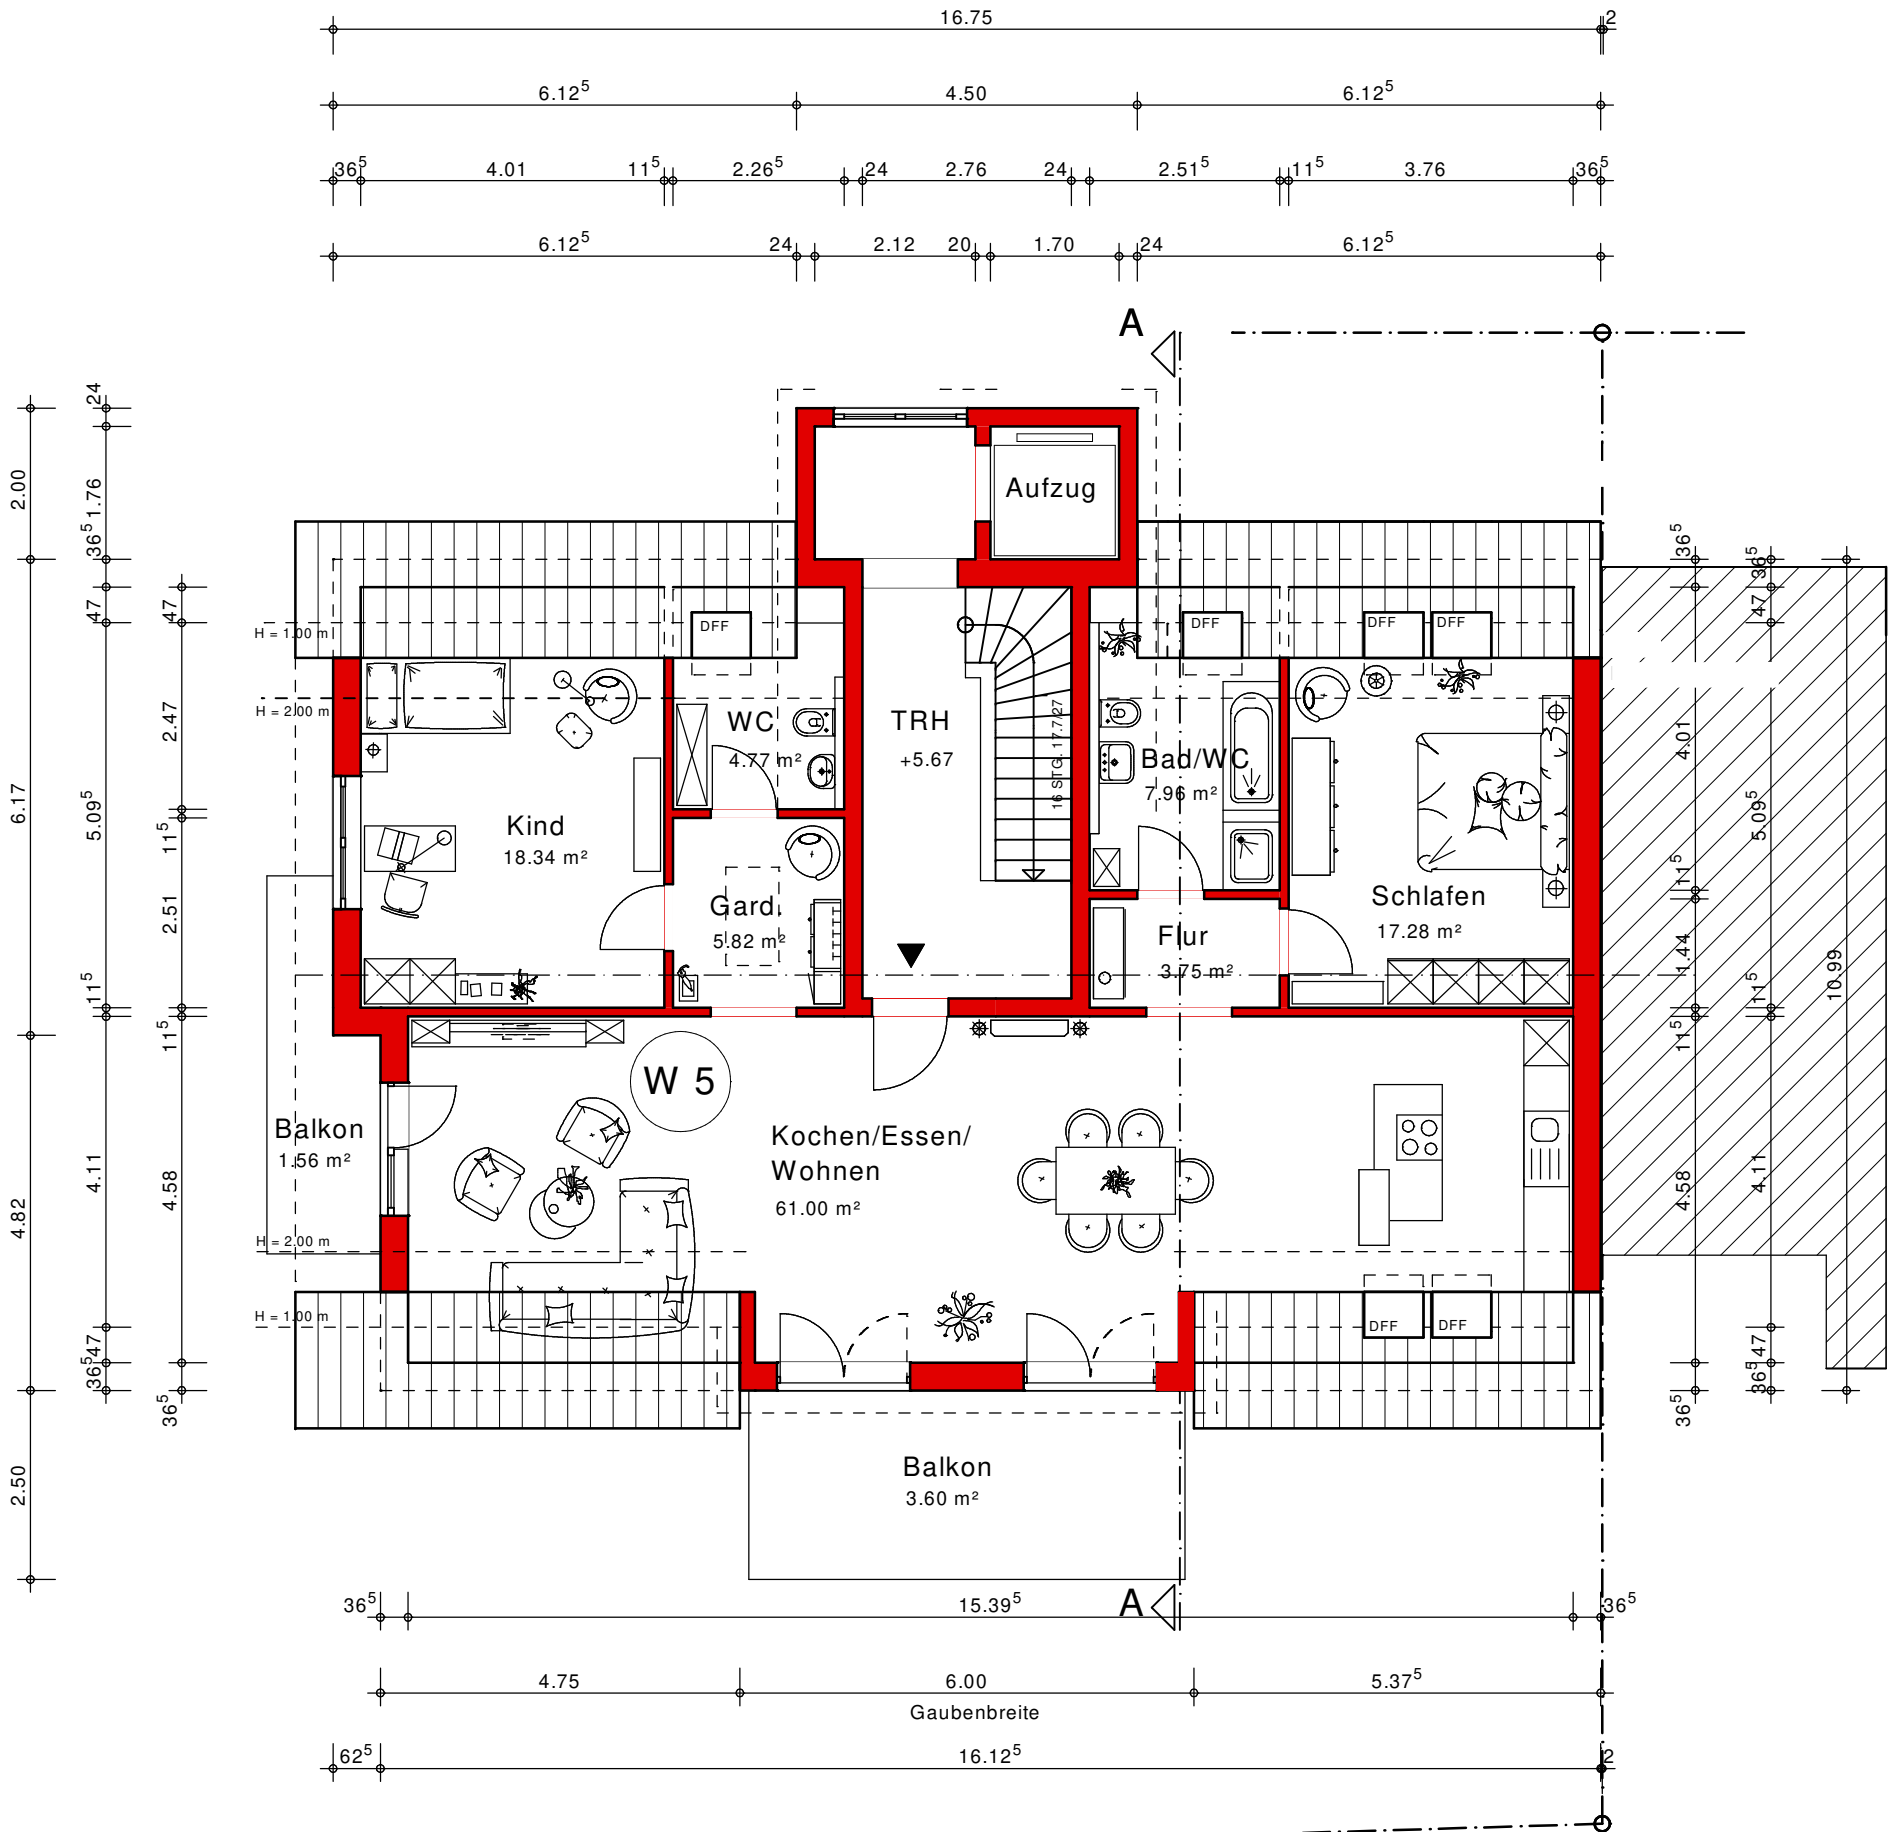 16.75 2
6.12⁵ 4.50 6.12⁵
36⁵ 4.01 11⁵ 2.26⁵ 24 2.76 24 2.51⁵ 11⁵ 3.76 36⁵
6.12⁵ 24 2.12 20 1.70 24 6.12⁵
A
24
2.00
1.76
36⁵
Aufzug
47
47
H = 1.00 m
DFF
DFF
DFF
DFF
36⁵
36⁵
47
H = 2.00 m
2.47
6.17
5.09⁵
11⁵
2.51
WC
4.77 m²
TRH
+5.67
16 STG. 17.7/27
Bad/WC
7.96 m²
Kind
18.34 m²
Gard.
5.82 m²
Flur
3.75 m²
Schlafen
17.28 m²
4.01
5.09⁵
11⁵
1.44
10.99
11⁵
11⁵
11⁵
11⁵
W 5
Balkon
1.56 m²
Kochen/Essen/
Wohnen
61.00 m²
4.11
4.58
4.82
4.58
4.11
H = 2.00 m
H = 1.00 m
DFF
DFF
47
36⁵
36⁵
47
36⁵
36⁵
2.50
Balkon
3.60 m²
A
36⁵ 15.39⁵ 36⁵
4.75 6.00 5.37⁵
Gaubenbreite
62⁵ 16.12⁵ 2